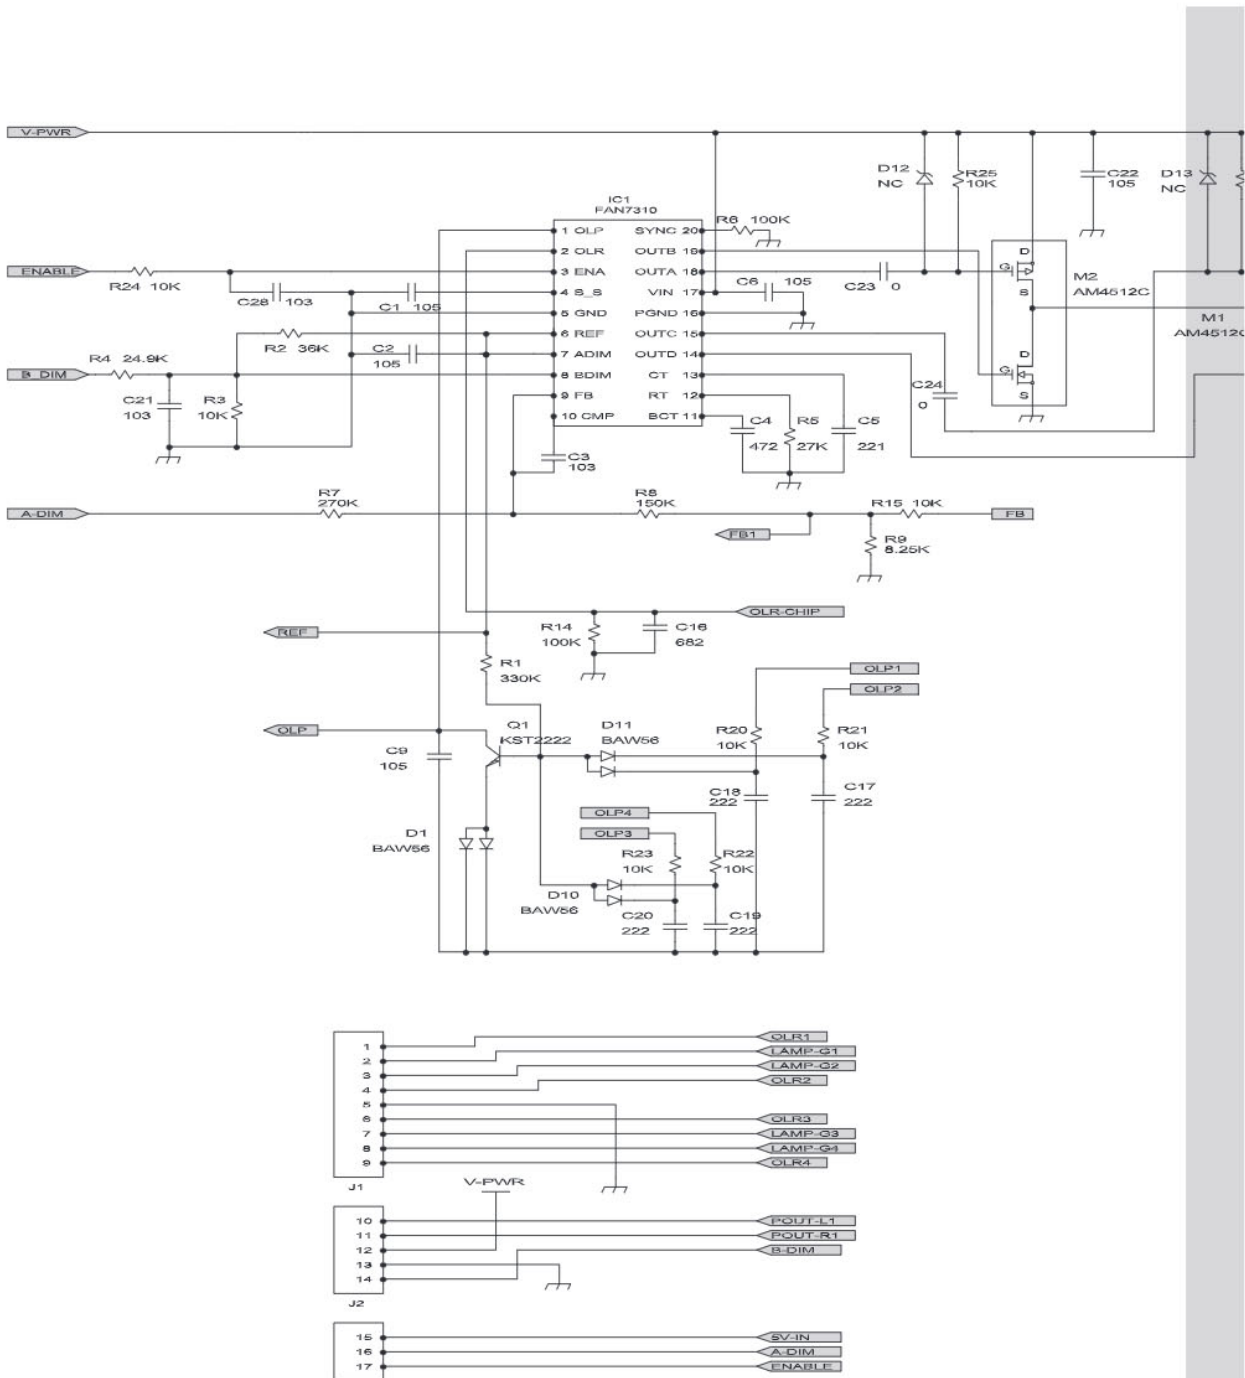 V-PWR
D12
NC
R25
10K
C22
105
D13
NC
IC1
FAN7310
R6 100K
1 OLP
SYNC 20
2 OLR
OUTB 19
3 ENA
OUTA 18
4 S_S
VIN 17
5 GND
PGND 16
6 REF
OUTC 15
7 ADIM
OUTD 14
8 BDIM
CT 13
9 FB
RT 12
10 CMP
BCT 11
ENABLE
R24 10K
C28 103
C1 105
C6 105
C23 0
G
D
S
M2
AM4512C
M1
AM4512C
R2 36K
C2
105
R4 24.9K
B_DIM
C21
103
R3
10K
C24
0
D
G
S
C4
472
R5
27K
C5
221
C3
103
R7
270K
R8
150K
R15 10K
A-DIM
FB
FB1
R9
8.25K
OLR-CHIP
REF
R14
100K
C16
682
R1
330K
OLP1
OLP2
OLP
Q1
KST2222
D11
BAW56
R20
10K
R21
10K
C9
105
C18
222
C17
222
OLP4
OLP3
D1
BAW56
R23
10K
R22
10K
D10
BAW56
C20
222
C19
222
1
OLR1
2
LAMP-G1
3
LAMP-G2
4
OLR2
5
6
OLR3
7
LAMP-G3
8
LAMP-G4
9
OLR4
J1
V-PWR
10
POUT-L1
11
POUT-R1
12
B-DIM
13
14
J2
15
5V-IN
16
A-DIM
17
ENABLE